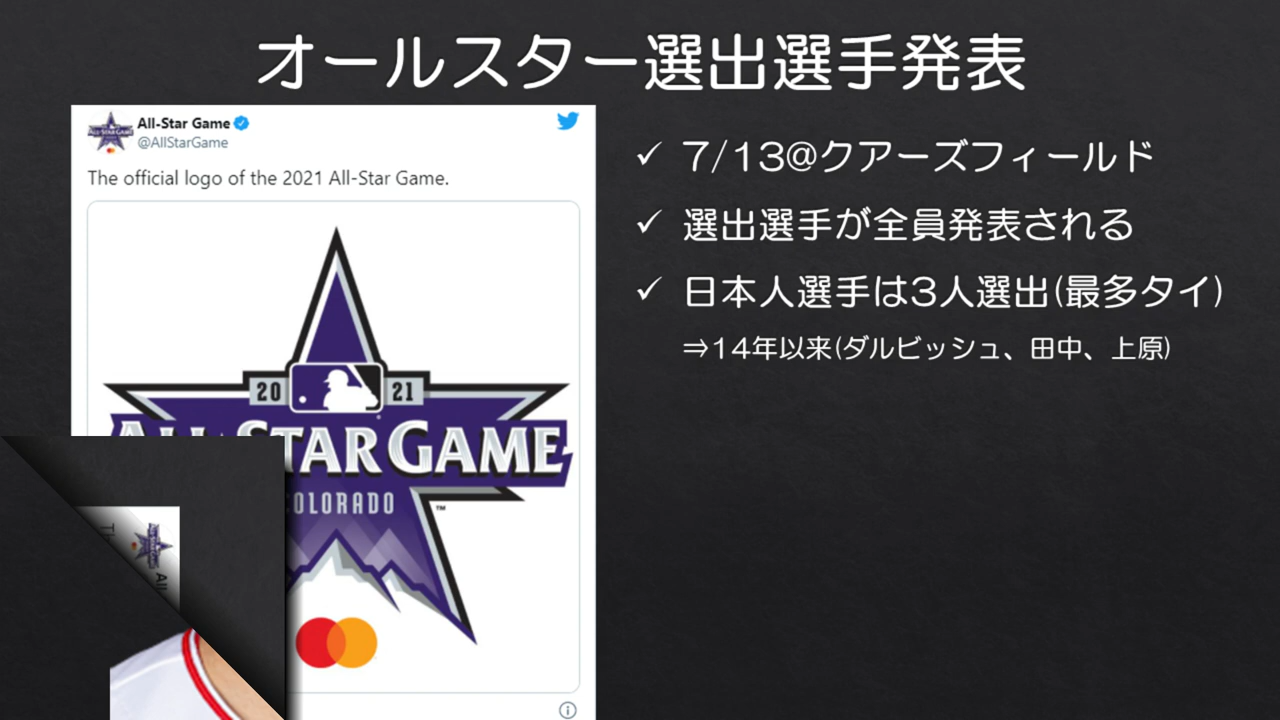 オールスター選出選手発表
All-Star Game
@AllStarGame
The official logo of the 2021 All-Star Game.
20 21
ALL-STAR GAME
COLORADO
™
✓ 7/13@クアーズフィールド
✓ 選出選手が全員発表される
✓ 日本人選手は3人選出(最多タイ)
⇒14年以来(ダルビッシュ、田中、上原)